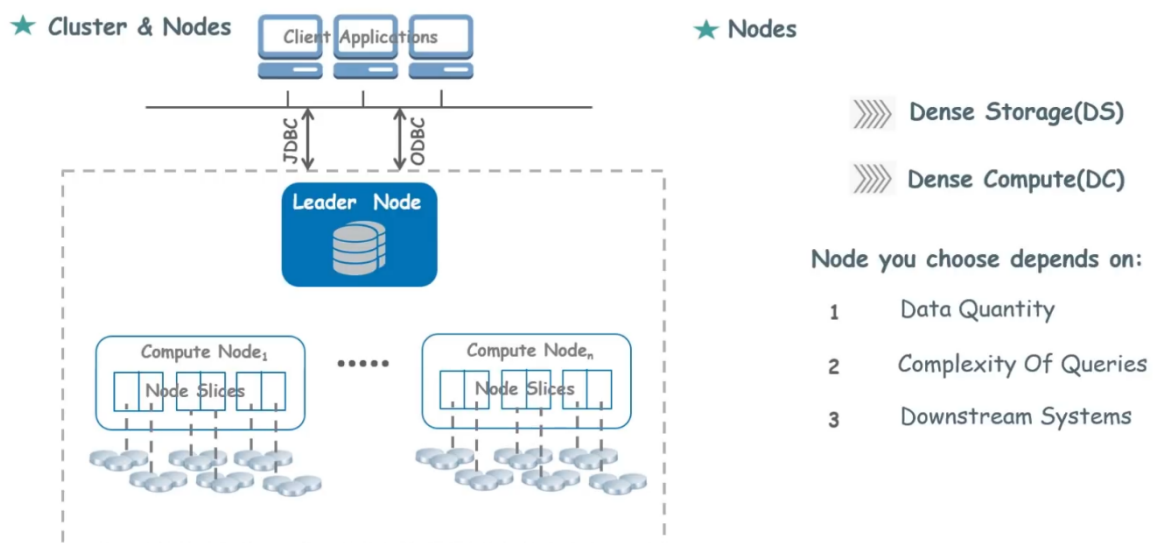 Cluster & Nodes
Client Applications
JDBC
ODBC
Leader Node
Compute Node1
Node Slices
Compute Noden
Node Slices
Nodes
Dense Storage(DS)
Dense Compute(DC)
Node you choose depends on:
1 Data Quantity
2 Complexity Of Queries
3 Downstream Systems